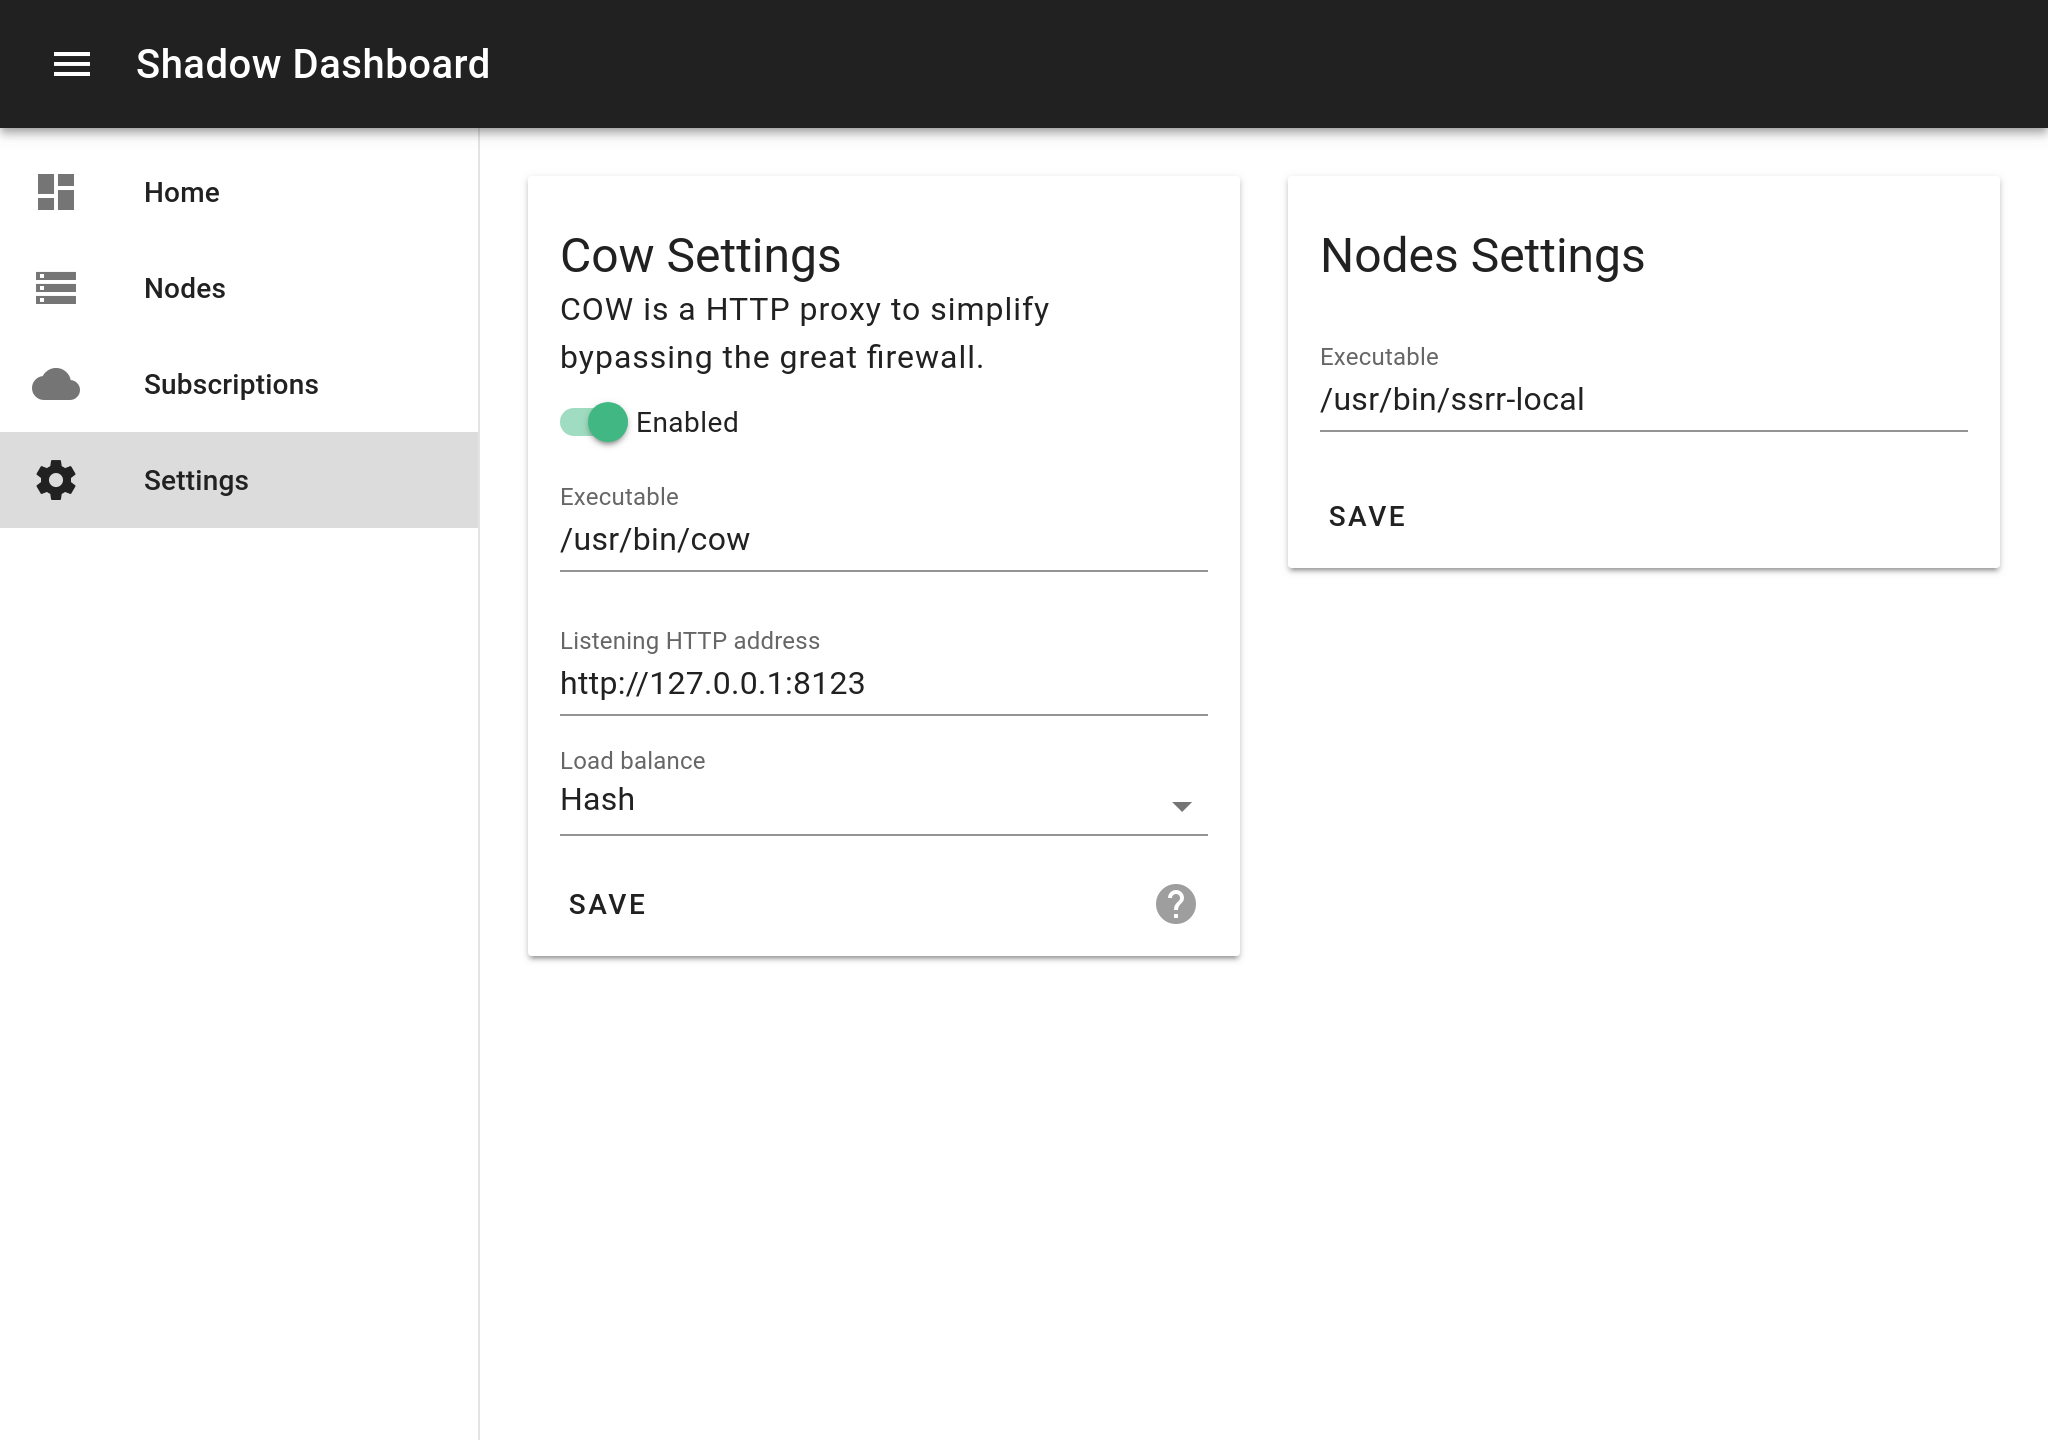 Shadow Dashboard
Home
Nodes
Subscriptions
Settings
Cow Settings
COW is a HTTP proxy to simplify
bypassing the great firewall.
Enabled
Executable
/usr/bin/cow
Listening HTTP address
http://127.0.0.1:8123
Load balance
Hash
SAVE
?
Nodes Settings
Executable
/usr/bin/ssrr-local
SAVE